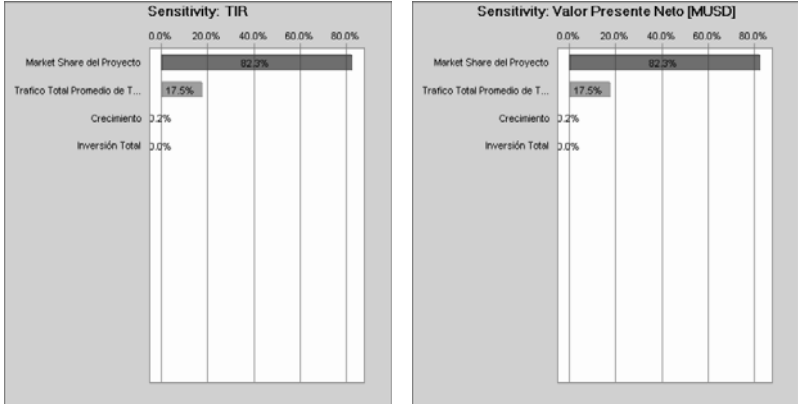 Sensitivity: TIR
0.0% 20.0% 40.0% 60.0% 80.0%
Market Share del Proyecto 82.3%
Trafico Total Promedio de T... 17.5%
Crecimiento 0.2%
Inversión Total 0.0%
Sensitivity: Valor Presente Neto [MUSD]
0.0% 20.0% 40.0% 60.0% 80.0%
Market Share del Proyecto 82.3%
Trafico Total Promedio de T... 17.5%
Crecimiento 0.2%
Inversión Total 0.0%